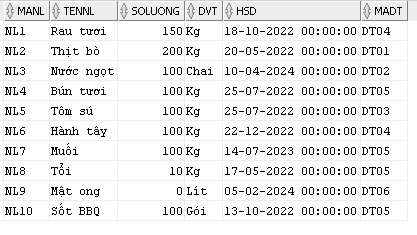 MANL TENNL SOLUONG DVT HSD MADT
NL1 Rau tươi 150 Kg 18-10-2022 00:00:00 DT04
NL2 Thịt bò 200 Kg 20-05-2022 00:00:00 DT01
NL3 Nước ngọt 100 Chai 10-04-2024 00:00:00 DT02
NL4 Bún tươi 100 Kg 25-07-2022 00:00:00 DT05
NL5 Tôm sú 100 Kg 25-07-2022 00:00:00 DT03
NL6 Hành tây 100 Kg 22-12-2022 00:00:00 DT04
NL7 Muối 100 Kg 14-07-2023 00:00:00 DT05
NL8 Tỏi 10 Kg 17-05-2022 00:00:00 DT05
NL9 Mật ong 0 Lít 05-02-2024 00:00:00 DT06
NL10 Sốt BBQ 100 Gói 13-10-2022 00:00:00 DT05